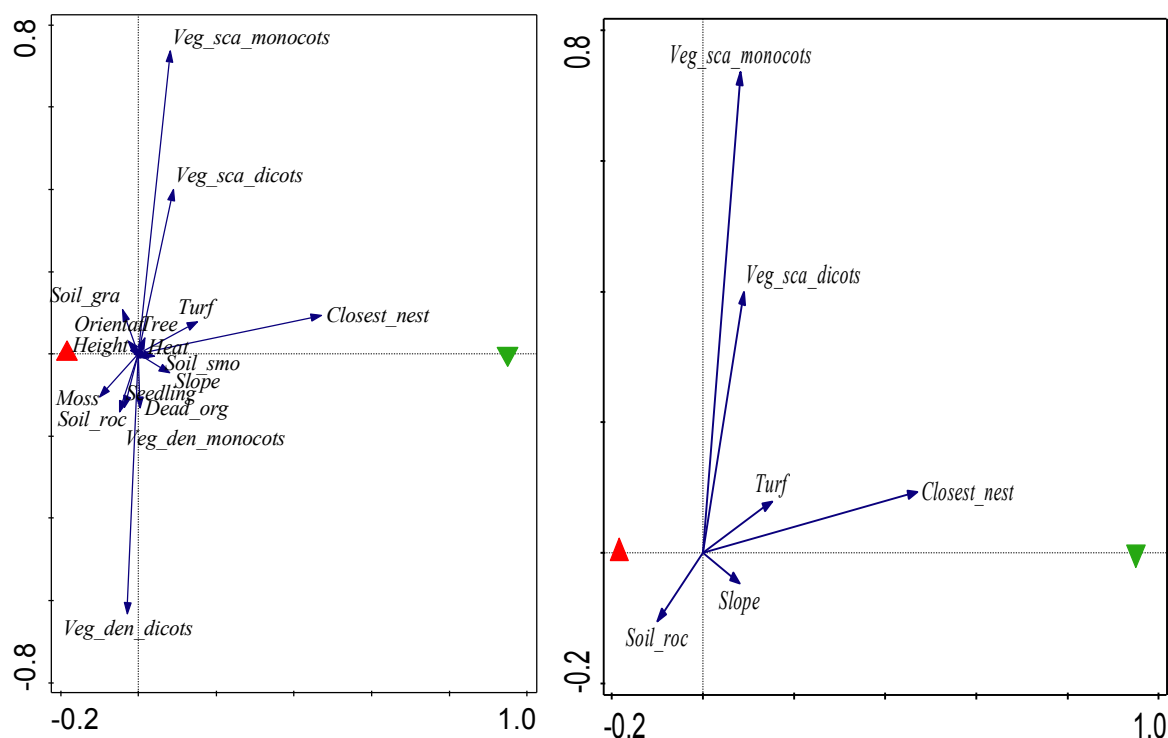 0.8
Veg_sca_monocots
Veg_sca_dicots
Soil_gra
Turf
Closest_nest
Orientat
Tree
Height
Heat
Soil_smo
Slope
Moss
Seedling
Soil_roc
Dead_org
Veg_den_monocots
Veg_den_dicots
-0.8
-0.2
1.0
0.8
Veg_sca_monocots
Veg_sca_dicots
Turf
Closest_nest
Slope
Soil_roc
-0.2
-0.2
1.0